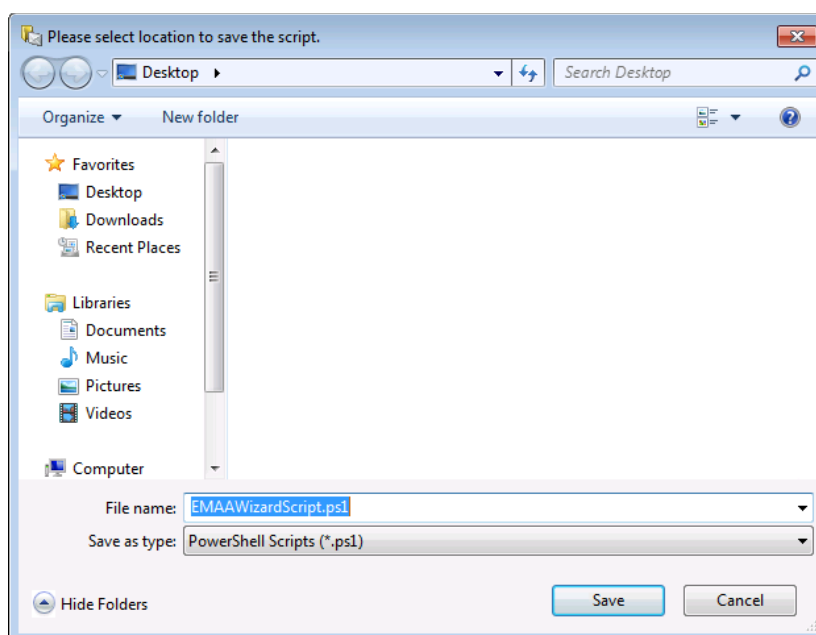 Please select location to save the script.
Desktop
Search Desktop
Organize New folder
Favorites
Desktop
Downloads
Recent Places
Libraries
Documents
Music
Pictures
Videos
Computer
File name: EMAAWizardScript.ps1
Save as type: PowerShell Scripts (*.ps1)
Hide Folders Save Cancel